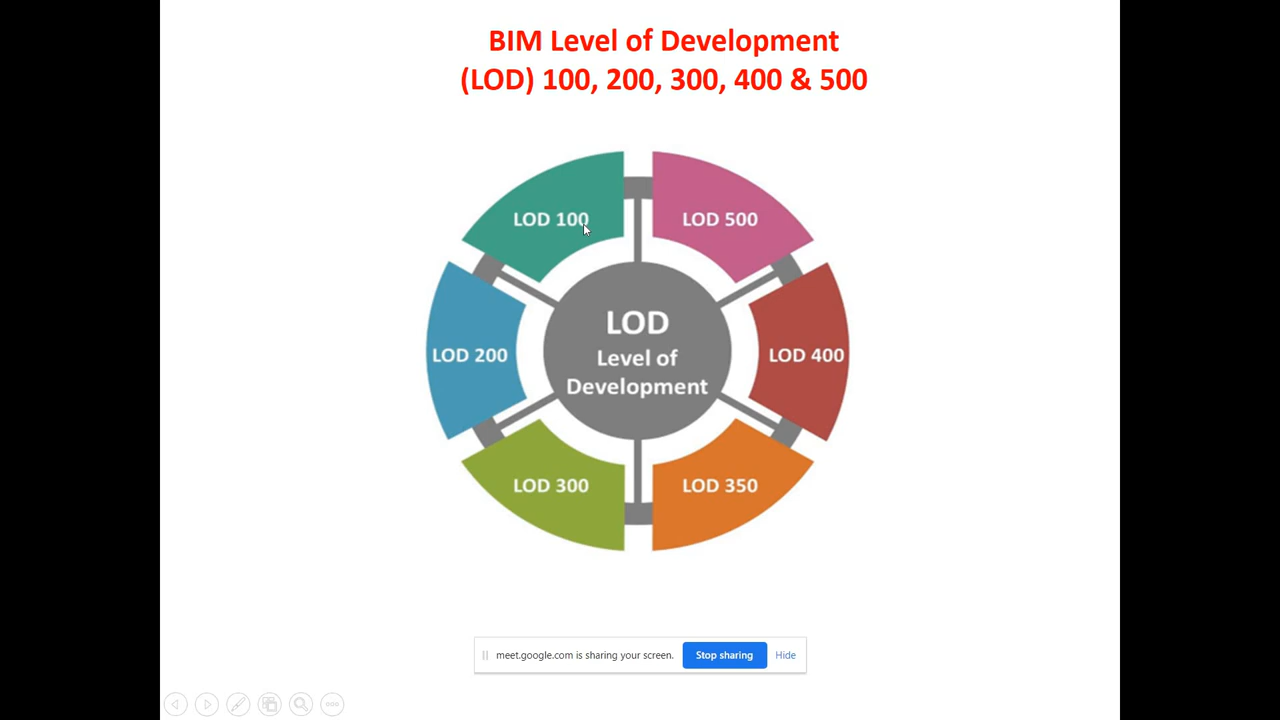 BIM Level of Development
(LOD) 100, 200, 300, 400 & 500
LOD 100
LOD 500
LOD 200
LOD
Level of
Development
LOD 400
LOD 300
LOD 350
meet.google.com is sharing your screen. Stop sharing Hide